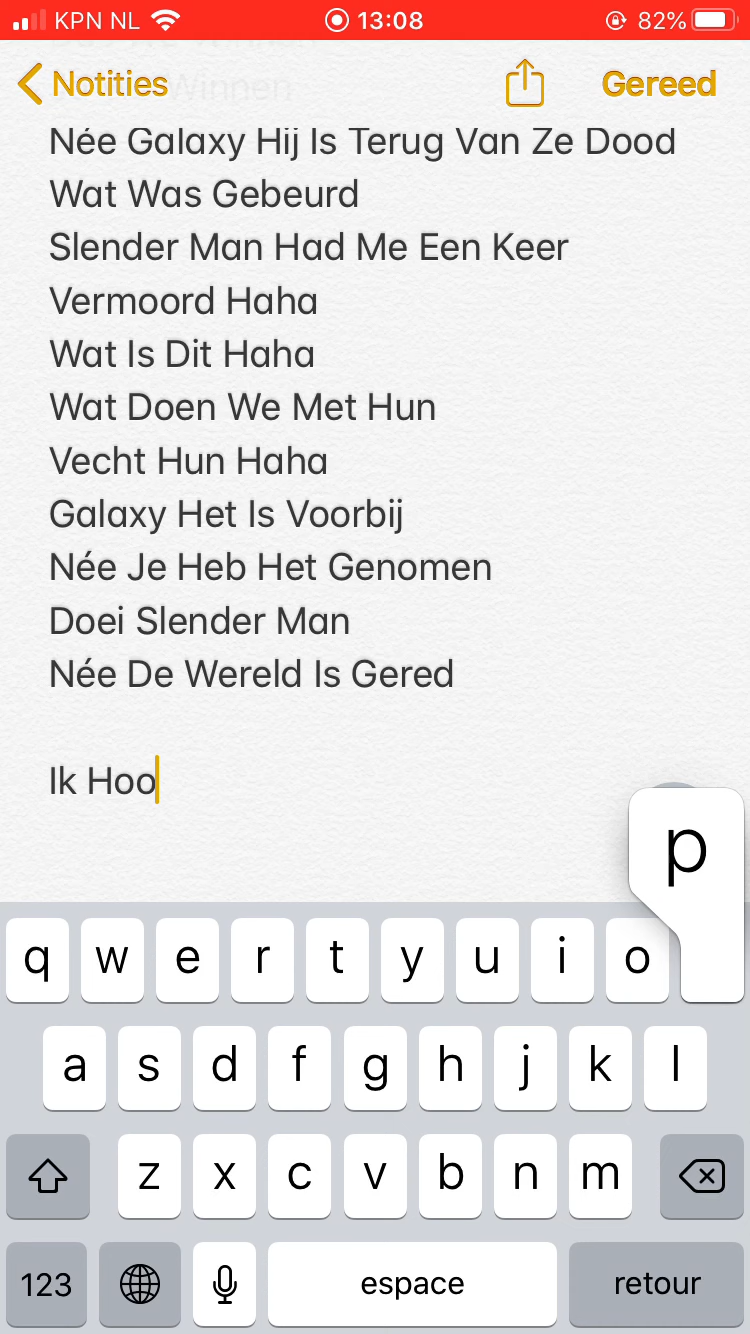 KPN NL 13:08 82%
Winnen
Notities Gereed
Née Galaxy Hij Is Terug Van Ze Dood
Wat Was Gebeurd
Slender Man Had Me Een Keer
Vermoord Haha
Wat Is Dit Haha
Wat Doen We Met Hun
Vecht Hun Haha
Galaxy Het Is Voorbij
Née Je Heb Het Genomen
Doei Slender Man
Née De Wereld Is Gered
Ik Hoo
p
q w e r t y u i o
a s d f g h j k l
z x c v b n m
123 espace retour